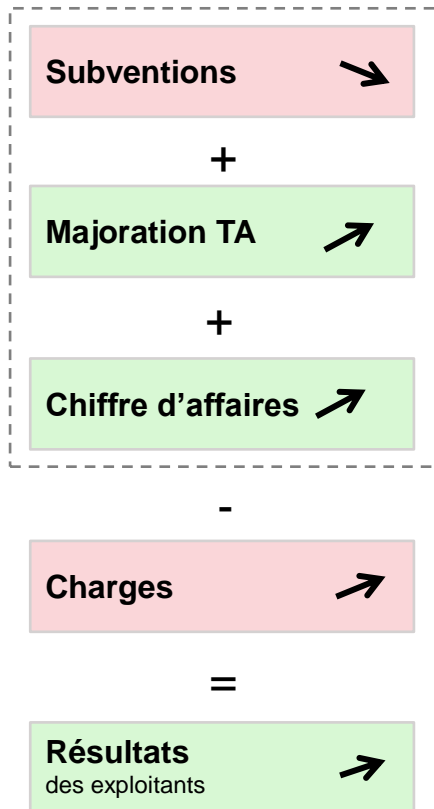 Subventions
+
Majoration TA
+
Chiffre d’affaires
-
Charges
=
Résultats
des exploitants